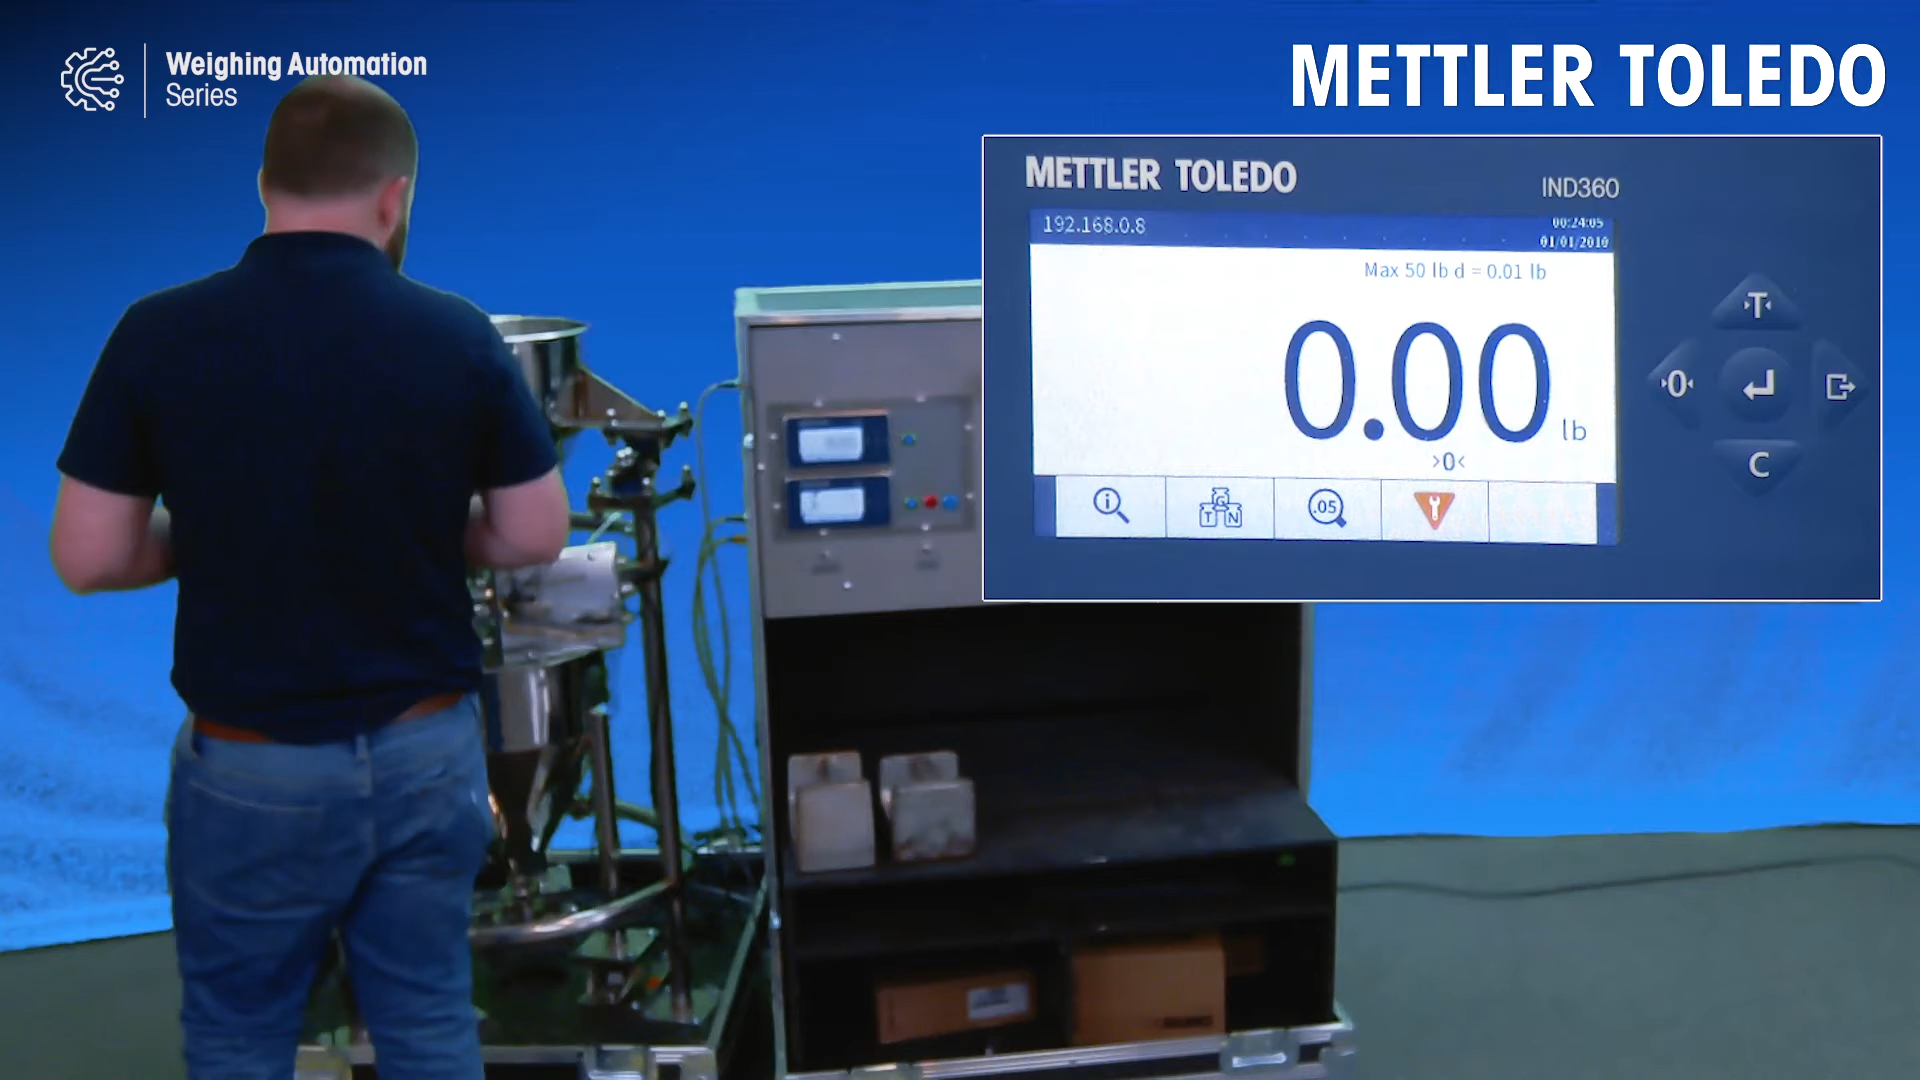 Weighing Automation
Series
METTLER TOLEDO
METTLER TOLEDO
IND360
192.168.0.8
00:24:05
01/01/2010
Max 50 lb d = 0.01 lb
0.00 lb
>0<
T G N
.05
T
0
C